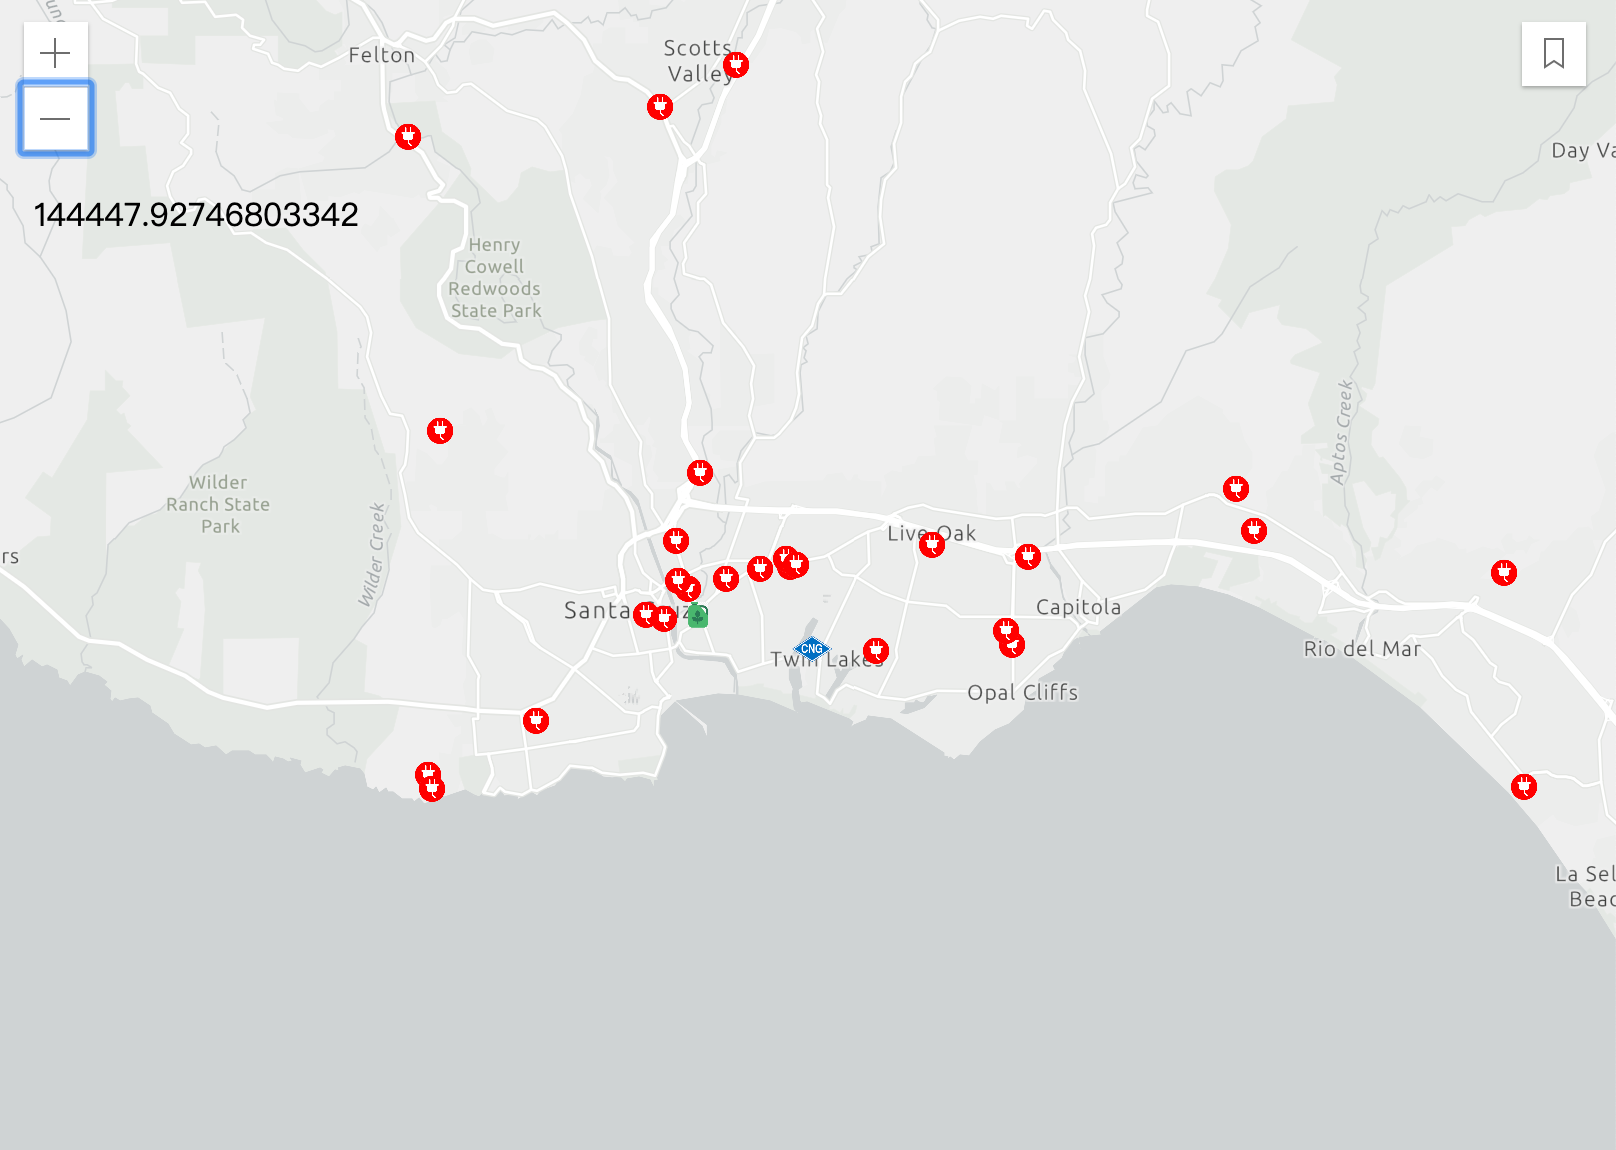 Felton
Scotts
Valley
Day Va
144447.92746803342
Henry
Cowell
Redwoods
State Park
Aptos Creek
Wilder
Ranch State
Park
Wilder Creek
rs
Live Oak
Santa uz
Capitola
CNG
Twin Lakes
Rio del Mar
Opal Cliffs
La Sel
Beac